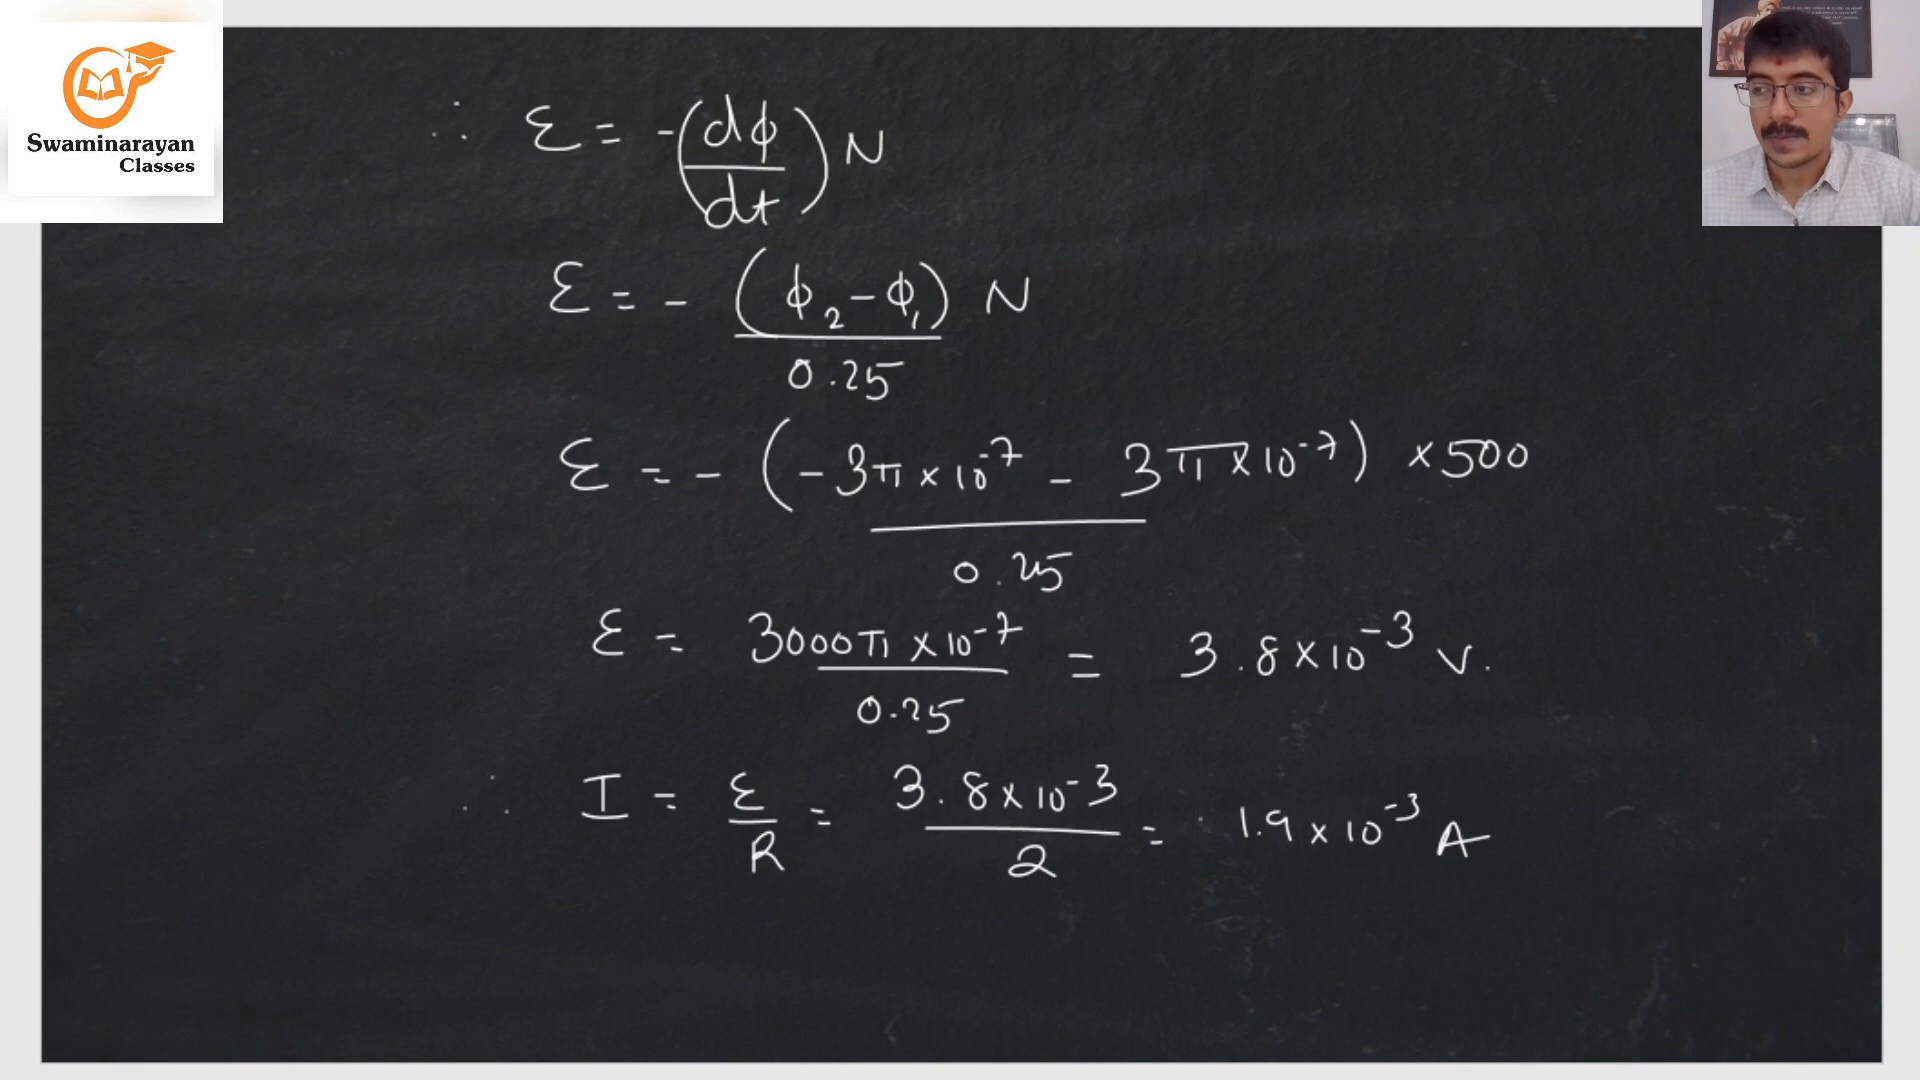 Swaminarayan
Classes
∴ ε = -(dφ/dt) N
ε = - (φ₂ - φ₁) N / 0.25
ε = - (-3π × 10⁻⁷ - 3π × 10⁻⁷) × 500 / 0.25
ε = 3000π × 10⁻⁷ / 0.25 = 3.8 × 10⁻³ V.
∴ I = ε/R = 3.8 × 10⁻³ / 2 = 1.9 × 10⁻³ A